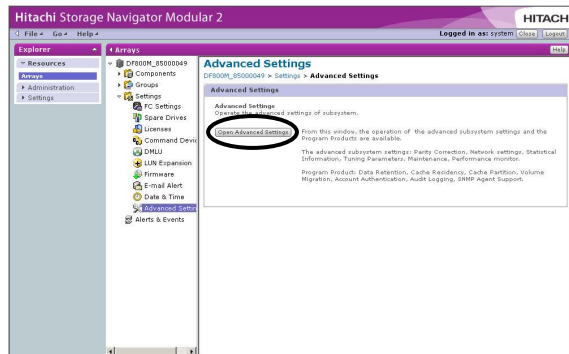 Hitachi Storage Navigator Modular 2
HITACH
File Go Help
Logged in as: system Close Logout
Explorer
Arrays
Help
Resources
Arrays
Administration
Settings
DF800M_85000049
Components
Groups
Settings
FC Settings
Spare Drives
Licenses
Command Devic
DMLU
LUN Expansion
Firmware
E-mail Alert
Date & Time
Advanced Settin
Alerts & Events
Advanced Settings
DF800M_85000049 > Settings > Advanced Settings
Advanced Settings
Advanced Settings
Operate the advanced settings of subsystem.
Open Advanced Settings
From this window, the operation of the advanced subsystem settings and the
Program Products are available.
The advanced subsystem settings: Parity Correction, Network settings, Statistical
Information, Tuning Parameters, Maintenance, Performance monitor.
Program Product: Data Retention, Cache Residency, Cache Partition, Volume
Migration, Account Authentication, Audit Logging, SNMP Agent Support.